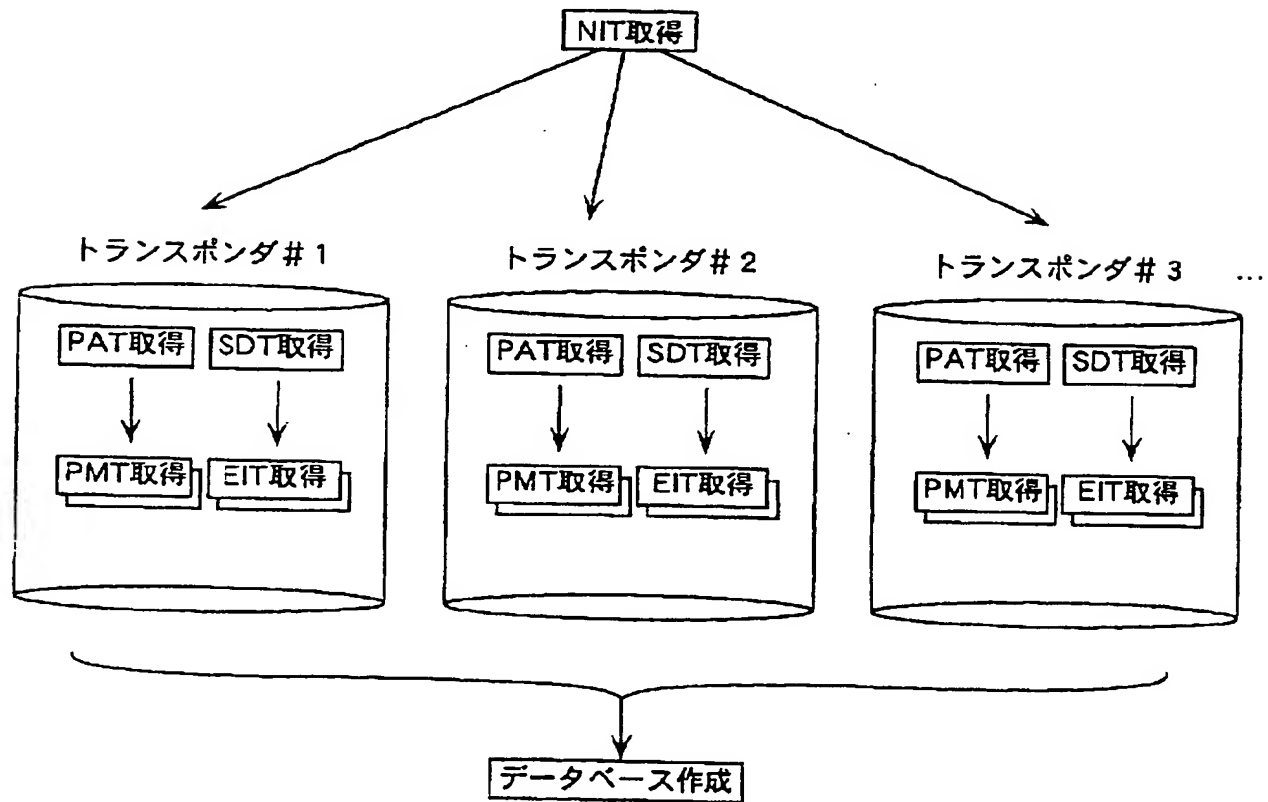 NIT取得
トランスポンダ#1
トランスポンダ#2
トランスポンダ#3 ...
PAT取得 SDT取得
PAT取得 SDT取得
PAT取得 SDT取得
PMT取得 EIT取得
PMT取得 EIT取得
PMT取得 EIT取得
データベース作成